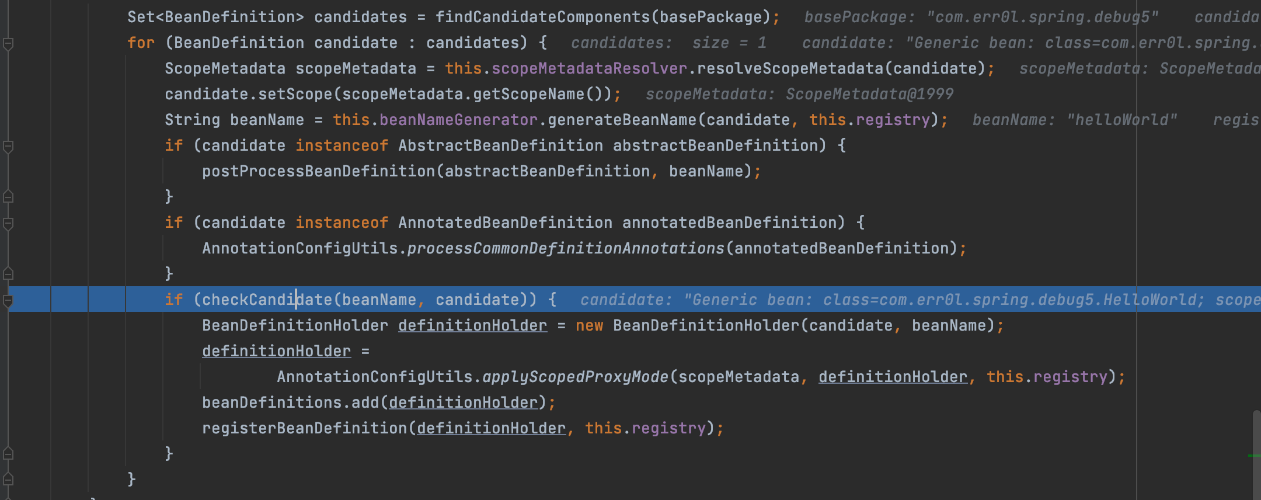 Set<BeanDefinition> candidates = findCandidateComponents(basePackage);  basePackage: "com.err0l.spring.debug5"    candida
for (BeanDefinition candidate : candidates) {  candidates:  size = 1    candidate: "Generic bean: class=com.err0l.spring.
ScopeMetadata scopeMetadata = this.scopeMetadataResolver.resolveScopeMetadata(candidate);  scopeMetadata: ScopeMetada
candidate.setScope(scopeMetadata.getScopeName());  scopeMetadata: ScopeMetadata@1999
String beanName = this.beanNameGenerator.generateBeanName(candidate, this.registry);  beanName: "helloWorld"    regis
if (candidate instanceof AbstractBeanDefinition abstractBeanDefinition) {
postProcessBeanDefinition(abstractBeanDefinition, beanName);
}
if (candidate instanceof AnnotatedBeanDefinition annotatedBeanDefinition) {
AnnotationConfigUtils.processCommonDefinitionAnnotations(annotatedBeanDefinition);
}
if (checkCandidate(beanName, candidate)) {  candidate: "Generic bean: class=com.err0l.spring.debug5.HelloWorld; scope
BeanDefinitionHolder definitionHolder = new BeanDefinitionHolder(candidate, beanName);
definitionHolder =
AnnotationConfigUtils.applyScopedProxyMode(scopeMetadata, definitionHolder, this.registry);
beanDefinitions.add(definitionHolder);
registerBeanDefinition(definitionHolder, this.registry);
}
}